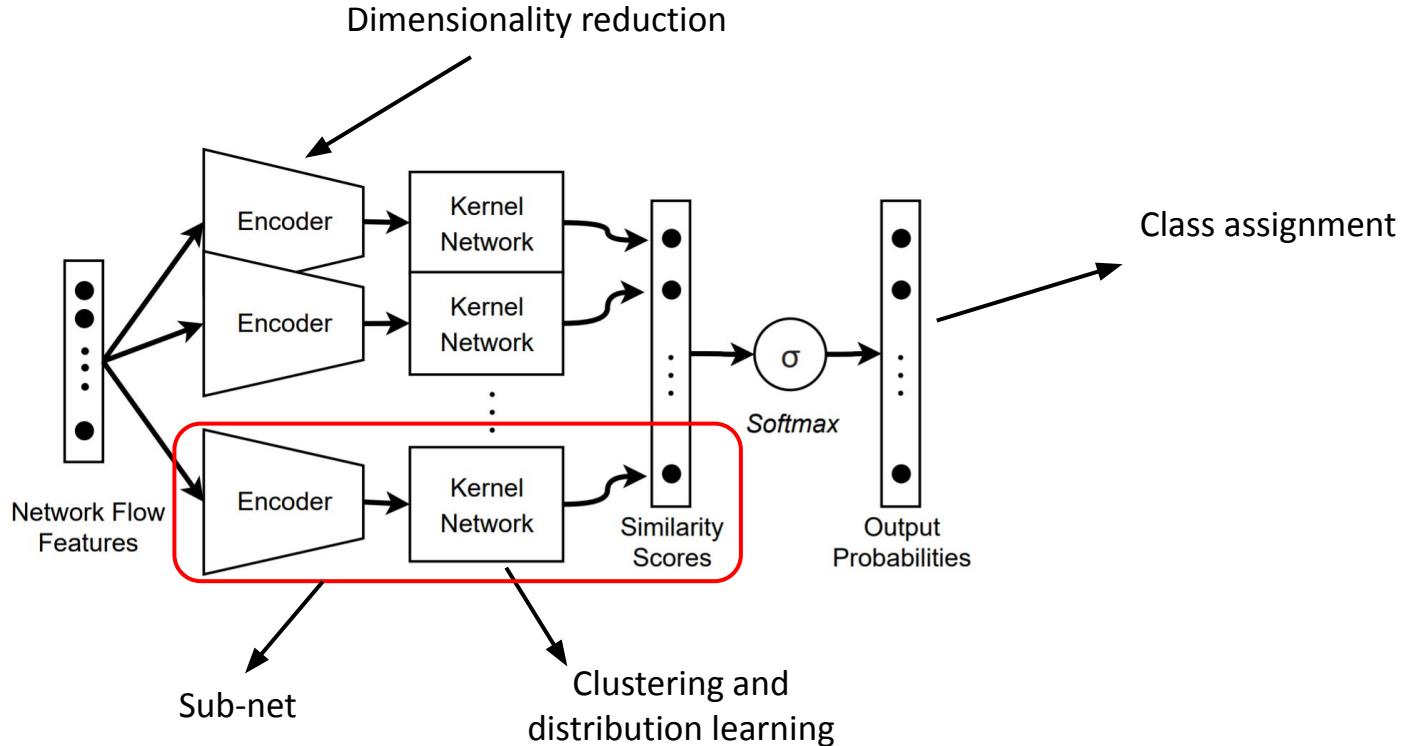 Dimensionality reduction
Encoder
Kernel
Network
Class assignment
Encoder
Kernel
Network
σ
Softmax
Encoder
Kernel
Network
Network Flow
Features
Similarity
Scores
Output
Probabilities
Sub-net
Clustering and
distribution learning